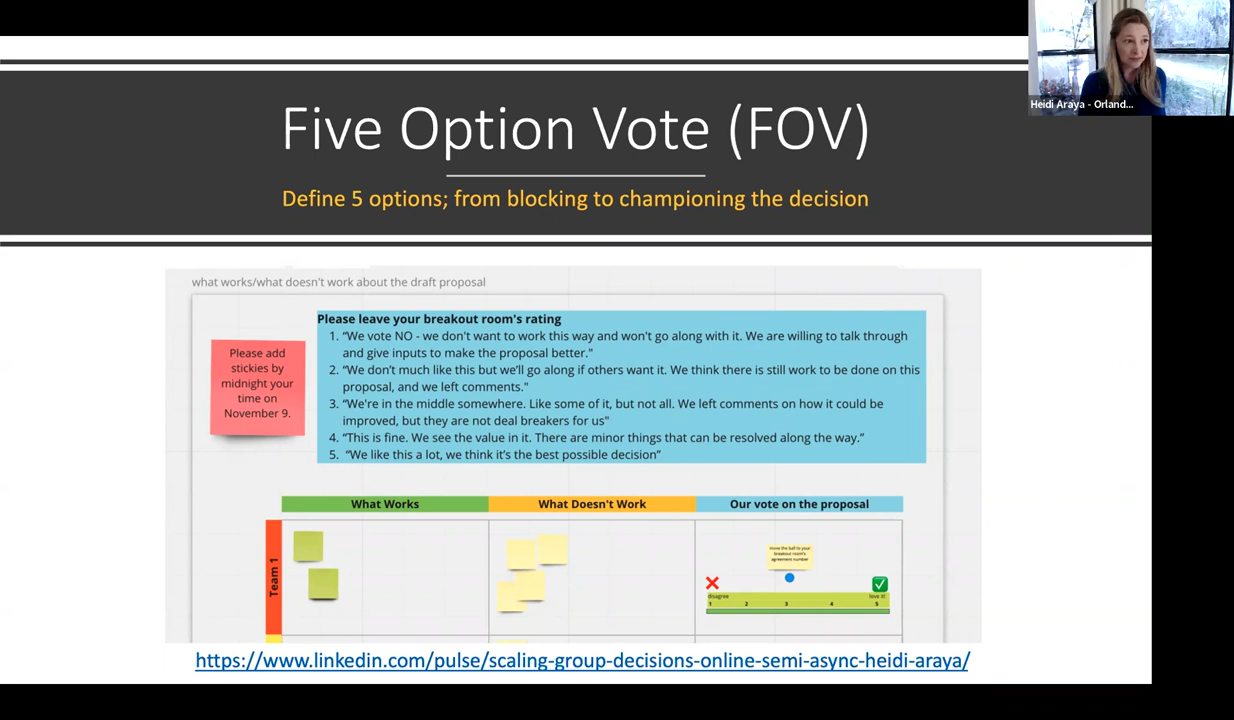 Heidi Araya - Orland...
Five Option Vote (FOV)
Define 5 options; from blocking to championing the decision
what works/what doesn't work about the draft proposal
Please add
stickies by
midnight your
time on
November 9.
Please leave your breakout room's rating
1. “We vote NO - we don't want to work this way and won't go along with it. We are willing to talk through
and give inputs to make the proposal better."
2. “We don’t much like this but we’ll go along if others want it. We think there is still work to be done on this
proposal, and we left comments."
3. “We're in the middle somewhere. Like some of it, but not all. We left comments on how it could be
improved, but they are not deal breakers for us"
4. “This is fine. We see the value in it. There are minor things that can be resolved along the way.”
5. “We like this a lot, we think it’s the best possible decision”
What Works
What Doesn't Work
Our vote on the proposal
Team 1
move the ball to your
breakout room's
agreement number
disagree
love it!
1 2 3 4 5
https://www.linkedin.com/pulse/scaling-group-decisions-online-semi-async-heidi-araya/